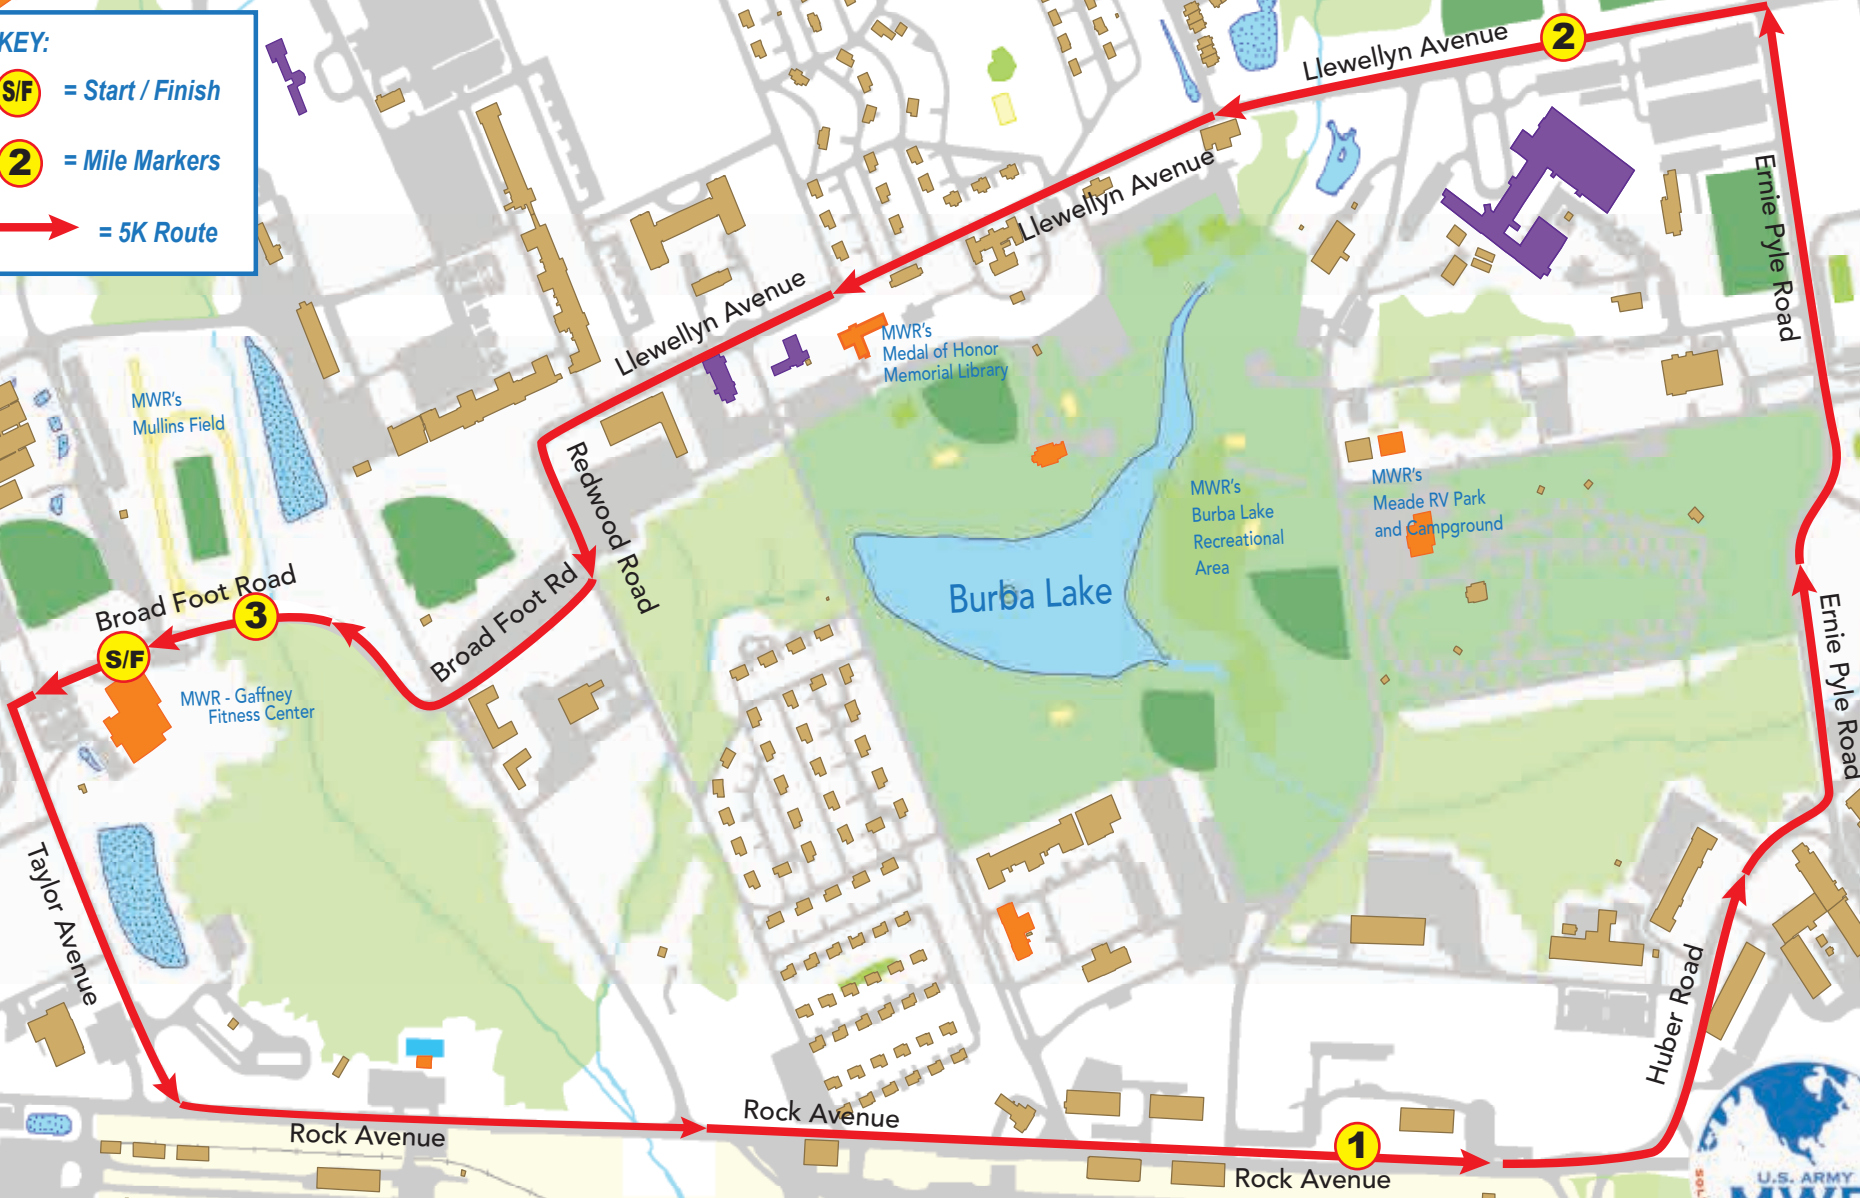 KEY:
S/F = Start / Finish
2 = Mile Markers
= 5K Route
2
Llewellyn Avenue
Llewellyn Avenue
Llewellyn Avenue
Ernie Pyle Road
MWR's
Medal of Honor
Memorial Library
MWR's
Mullins Field
Redwood Road
MWR's
Burba Lake
Recreational
Area
MWR's
Meade RV Park
and Campground
Burba Lake
Broad Foot Road
3
S/F
Broad Foot Rd
MWR - Gaffney
Fitness Center
Ernie Pyle Road
Taylor Avenue
Huber Road
Rock Avenue
Rock Avenue
1
Rock Avenue
U.S. ARMY
MWR